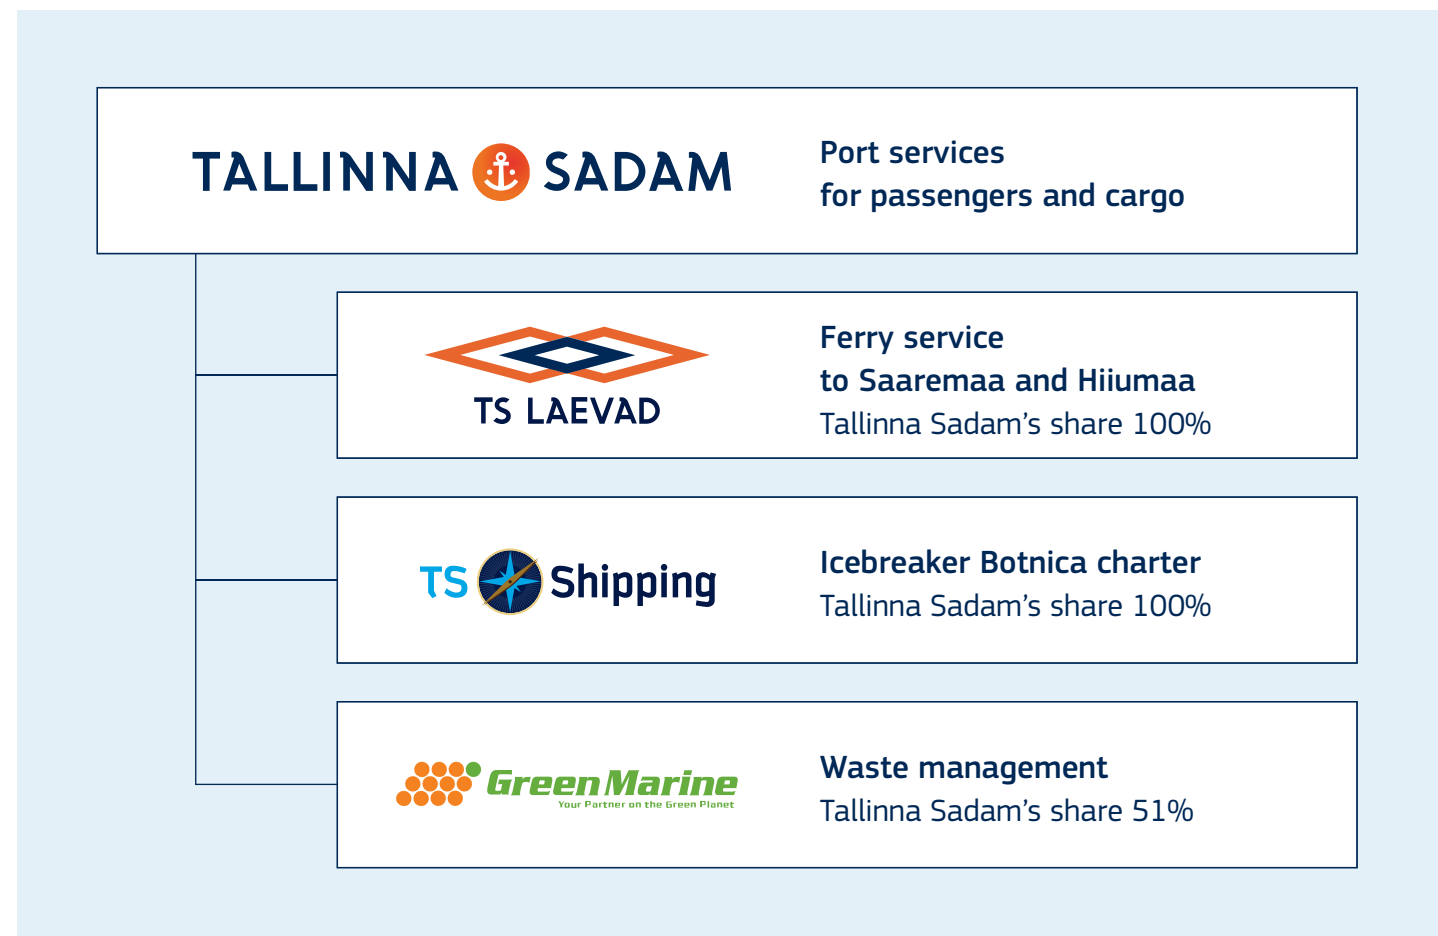 TALLINNA SADAM
Port services
for passengers and cargo
TS LAEVAD
Ferry service
to Saaremaa and Hiiumaa
Tallinna Sadam’s share 100%
TS Shipping
Icebreaker Botnica charter
Tallinna Sadam’s share 100%
Green Marine
Your Partner on the Green Planet
Waste management
Tallinna Sadam’s share 51%